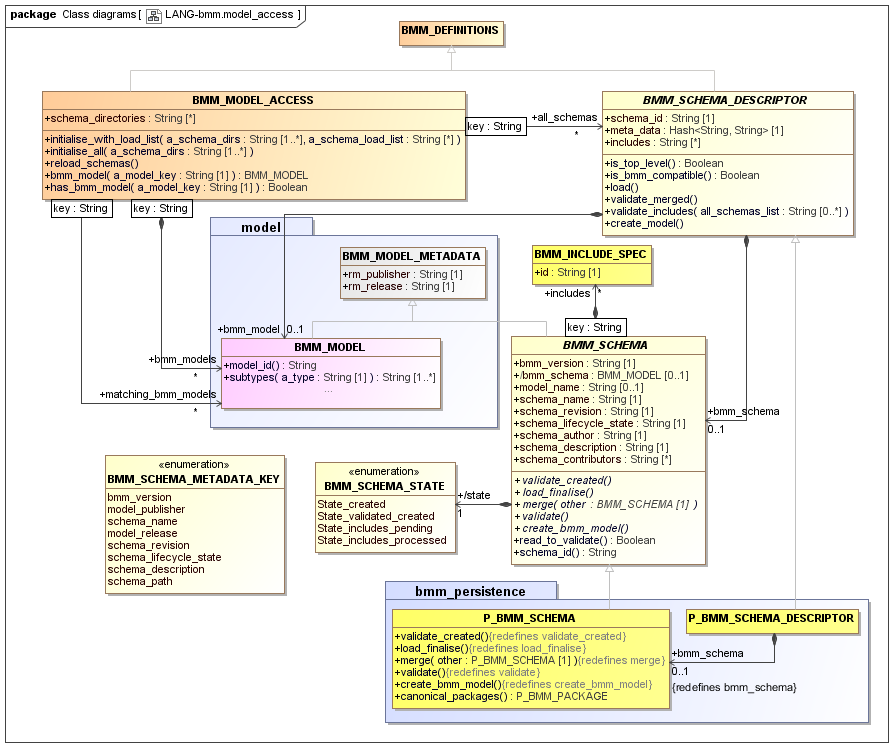 package Class diagrams [ LANG-bmm.model_access ]
BMM_DEFINITIONS
BMM_MODEL_ACCESS
+schema_directories : String [*]
+initialise_with_load_list( a_schema_dirs : String [1..*], a_schema_load_list : String [*] )
+initialise_all( a_schema_dirs : String [1..*] )
+reload_schemas()
+bmm_model( a_model_key : String [1] ) : BMM_MODEL
+has_bmm_model( a_model_key : String [1] ) : Boolean
key : String
+all_schemas
*
BMM_SCHEMA_DESCRIPTOR
+schema_id : String [1]
+meta_data : Hash<String, String> [1]
+includes : String [*]
+is_top_level() : Boolean
+is_bmm_compatible() : Boolean
+load()
+validate_merged()
+validate_includes( all_schemas_list : String [0..*] )
+create_model()
key : String
key : String
model
BMM_MODEL_METADATA
+rm_publisher : String [1]
+rm_release : String [1]
BMM_INCLUDE_SPEC
+id : String [1]
+includes
*
key : String
+bmm_model
0..1
BMM_MODEL
+model_id() : String
+subtypes( a_type : String [1] ) : String [1..*]
...
+bmm_models
*
+matching_bmm_models
*
BMM_SCHEMA
+bmm_version : String [1]
+/bmm_schema : BMM_MODEL [0..1]
+model_name : String [0..1]
+schema_name : String [1]
+schema_revision : String [1]
+schema_lifecycle_state : String [1]
+schema_author : String [1]
+schema_description : String [1]
+schema_contributors : String [*]
+validate_created()
+load_finalise()
+merge( other : BMM_SCHEMA [1] )
+validate()
+create_bmm_model()
+read_to_validate() : Boolean
+schema_id() : String
+bmm_schema
0..1
«enumeration»
BMM_SCHEMA_METADATA_KEY
bmm_version
model_publisher
schema_name
model_release
schema_revision
schema_lifecycle_state
schema_description
schema_path
«enumeration»
BMM_SCHEMA_STATE
State_created
State_validated_created
State_includes_pending
State_includes_processed
+/state
1
bmm_persistence
P_BMM_SCHEMA
+validate_created(){redefines validate_created}
+load_finalise(){redefines load_finalise}
+merge( other : P_BMM_SCHEMA [1] ){redefines merge}
+validate(){redefines validate}
+create_bmm_model(){redefines create_bmm_model}
+canonical_packages() : P_BMM_PACKAGE
P_BMM_SCHEMA_DESCRIPTOR
+bmm_schema
0..1
{redefines bmm_schema}